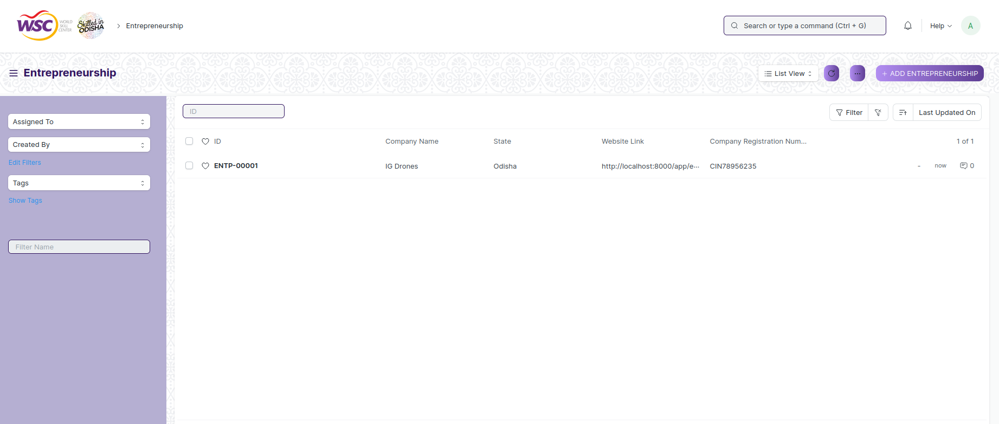 WSC WORLD SKILL CENTER
Skilled in ODISHA
Entrepreneurship
Search or type a command (Ctrl + G)
Help
A
Entrepreneurship
List View
...
+ ADD ENTREPRENEURSHIP
Assigned To
Created By
Edit Filters
Tags
Show Tags
Filter Name
ID
Filter
Last Updated On
ID Company Name State Website Link Company Registration Num... 1 of 1
ENTP-00001 IG Drones Odisha http://localhost:8000/app/e... CIN78956235 - now 0